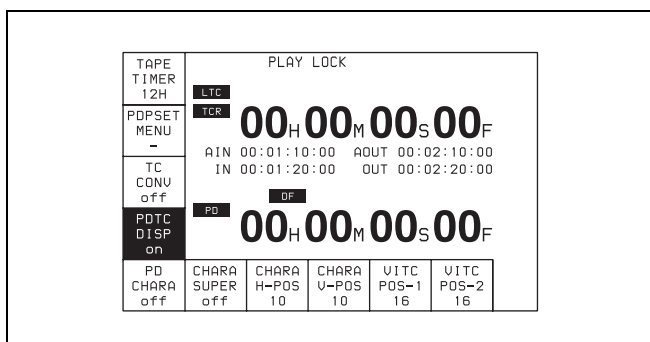 TAPE
TIMER
12H
PLAY LOCK
LTC
TCR
00H 00M 00S 00F
PDPSET
MENU
-
AIN 00:01:10:00 AOUT 00:02:10:00
IN 00:01:20:00 OUT 00:02:20:00
TC
CONV
off
DF
PD
00H 00M 00S 00F
PDTC
DISP
on
PD
CHARA
off
CHARA
SUPER
off
CHARA
H-POS
10
CHARA
V-POS
10
VITC
POS-1
16
VITC
POS-2
16